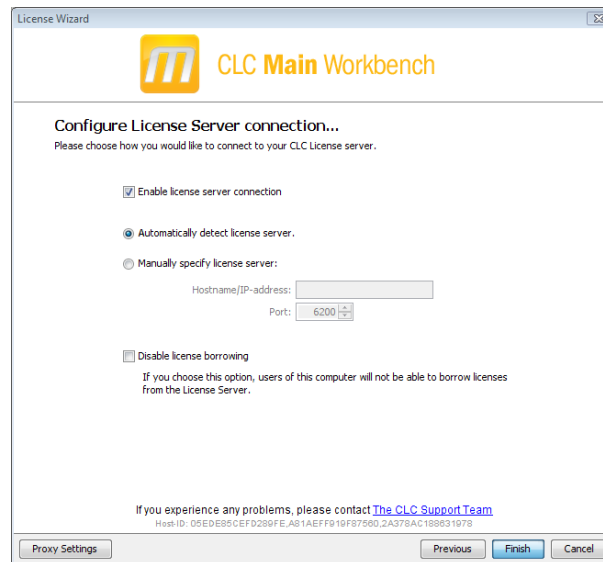 License Wizard
m CLC Main Workbench
Configure License Server connection...
Please choose how you would like to connect to your CLC License server.
Enable license server connection
Automatically detect license server.
Manually specify license server:
Hostname/IP-address:
Port: 6200
Disable license borrowing
If you choose this option, users of this computer will not be able to borrow licenses
from the License Server.
If you experience any problems, please contact The CLC Support Team
Host-ID: 05EDE85CEFD289FE,A81AEFF919F87560,2A378AC188631978
Proxy Settings Previous Finish Cancel